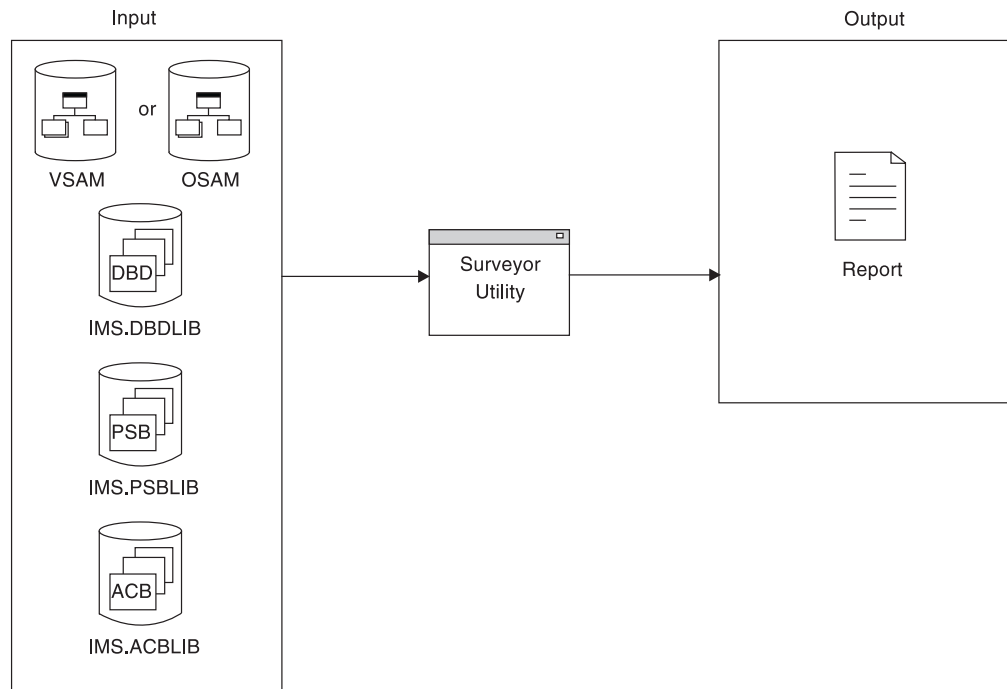 Input
Output
or
VSAM
OSAM
DBD
IMS.DBDLIB
Surveyor
Utility
Report
PSB
IMS.PSBLIB
ACB
IMS.ACBLIB